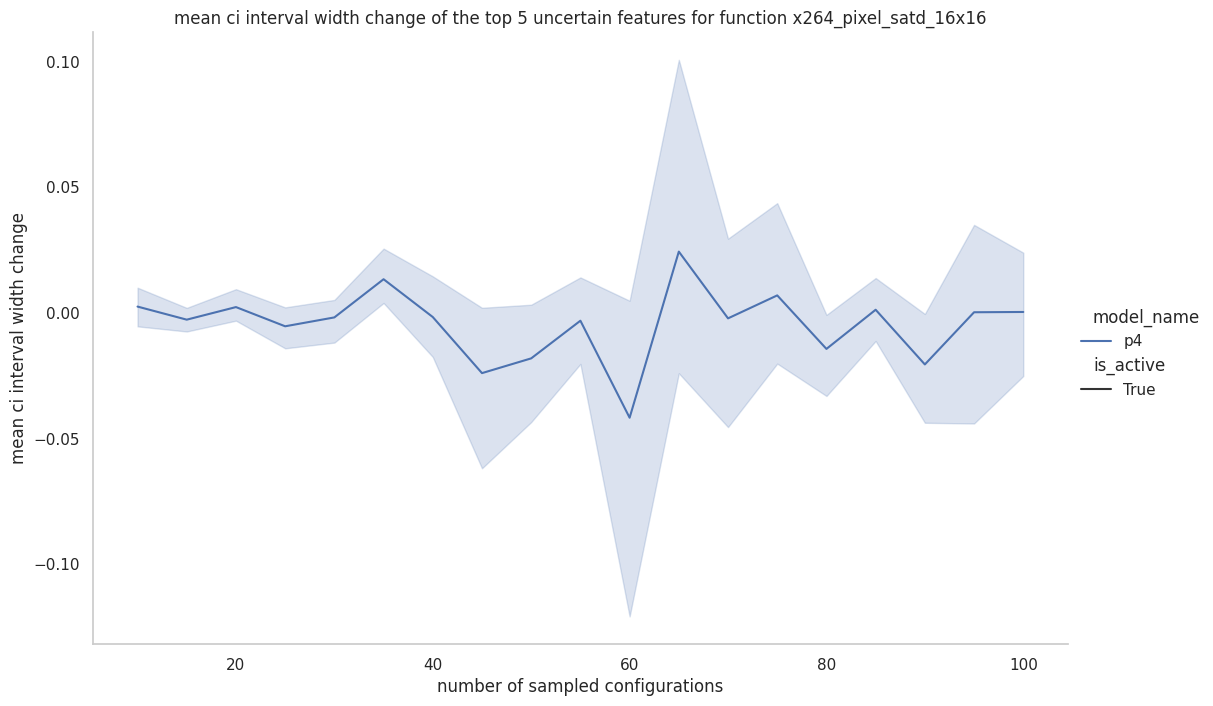 mean ci interval width change of the top 5 uncertain features for function x264_pixel_satd_16x16
mean ci interval width change
0.10
0.05
0.00
−0.05
−0.10
20
40
60
80
100
number of sampled configurations
model_name
p4
is_active
True